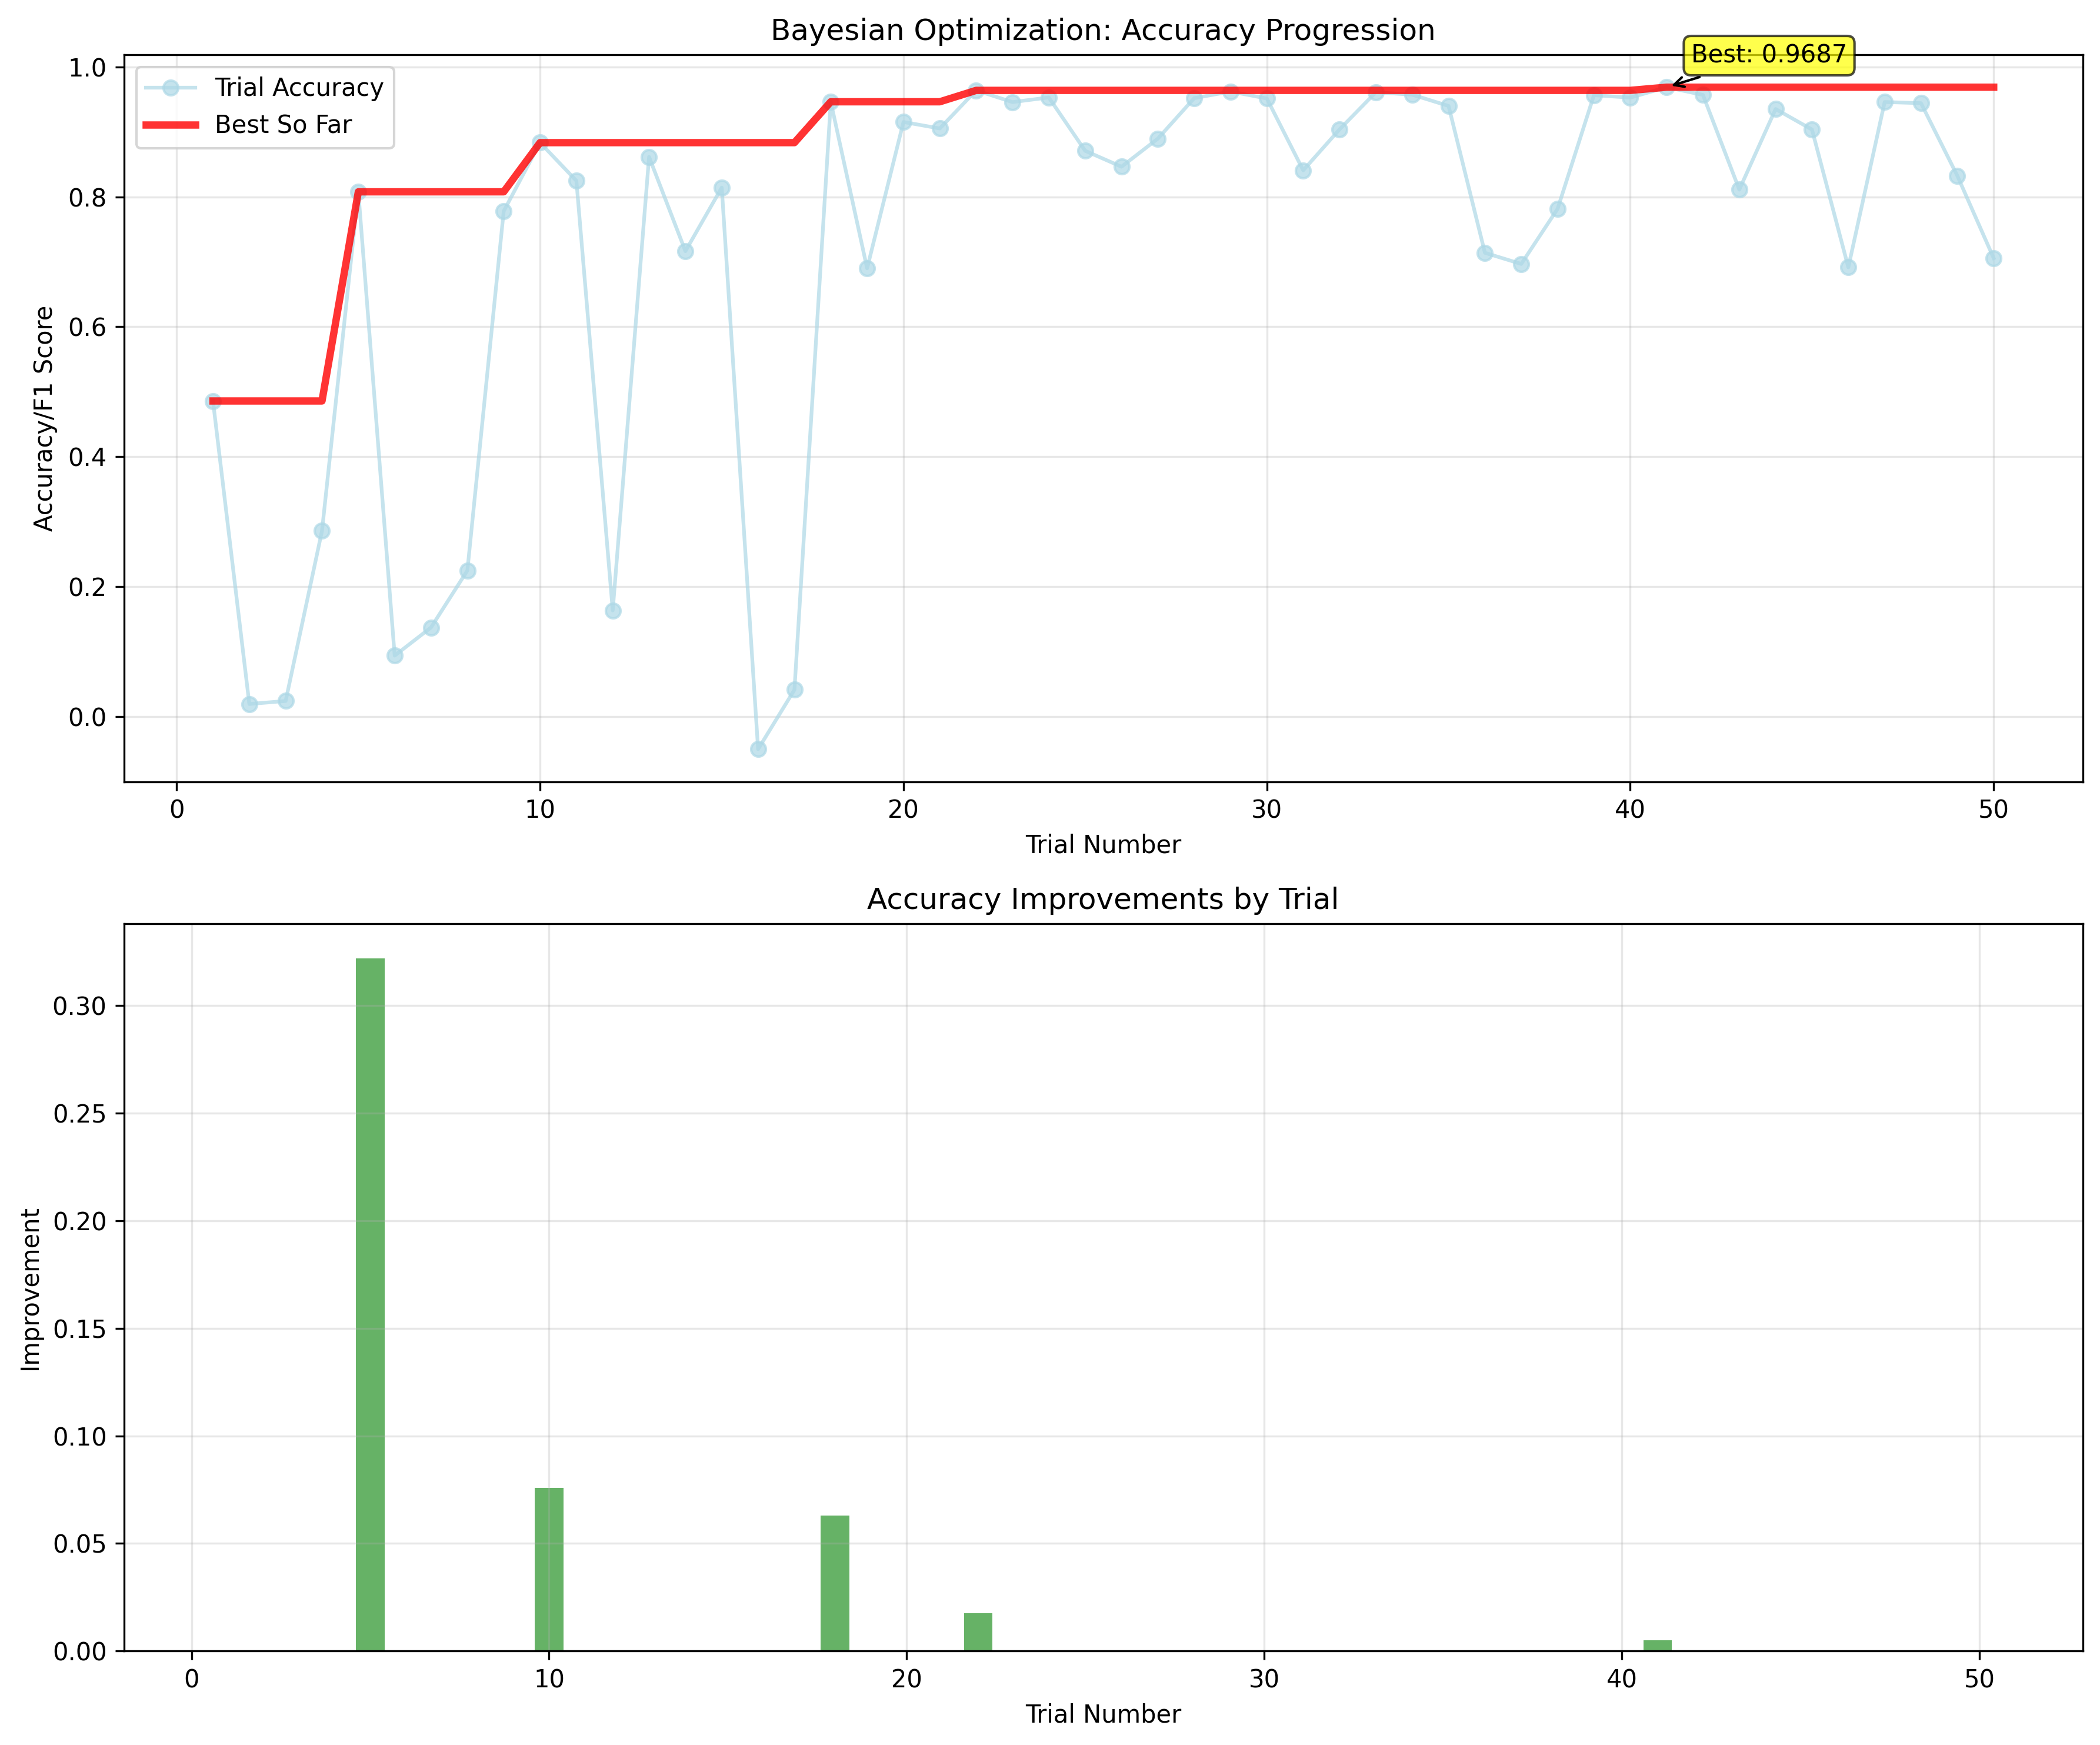 Bayesian Optimization: Accuracy Progression
Best: 0.9687
Trial Accuracy
Best So Far
Accuracy/F1 Score
1.0
0.8
0.6
0.4
0.2
0.0
0 10 20 30 40 50
Trial Number
Accuracy Improvements by Trial
Improvement
0.30
0.25
0.20
0.15
0.10
0.05
0.00
0 10 20 30 40 50
Trial Number